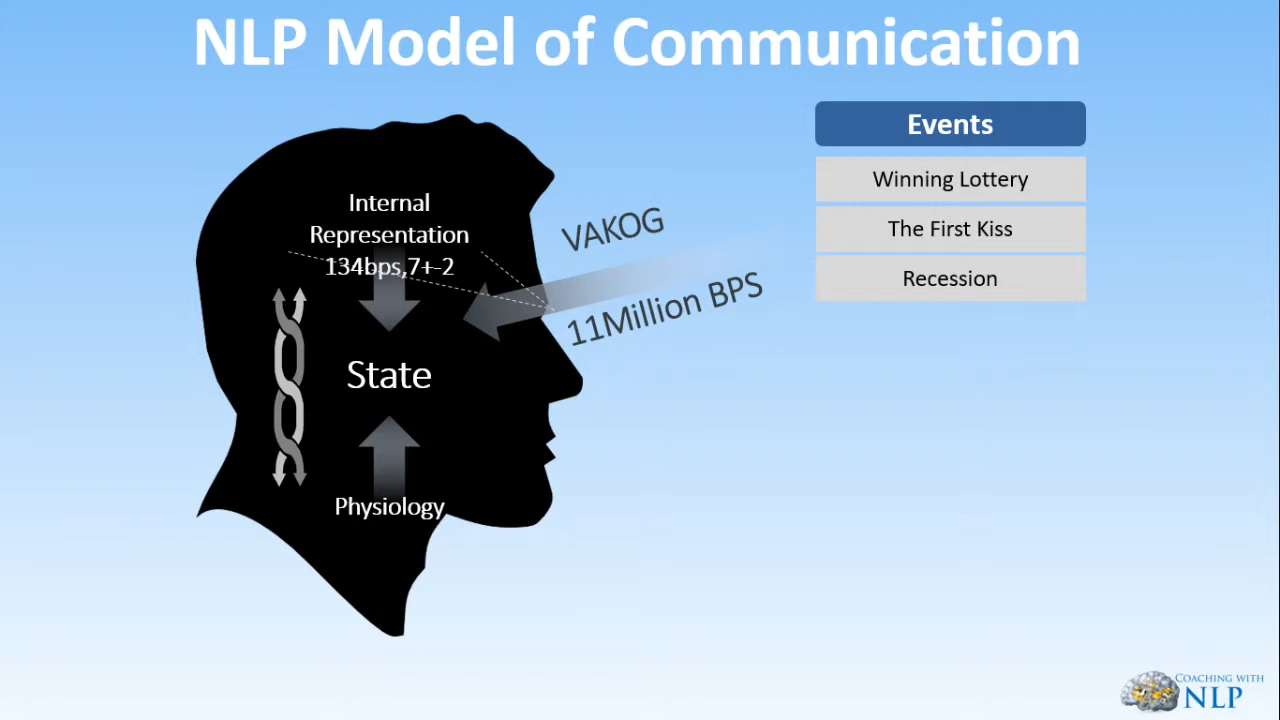 NLP Model of Communication
Events
Winning Lottery
The First Kiss
Recession
VAKOG
11Million BPS
Internal
Representation
134bps,7+-2
State
Physiology
COACHING WITH
NLP